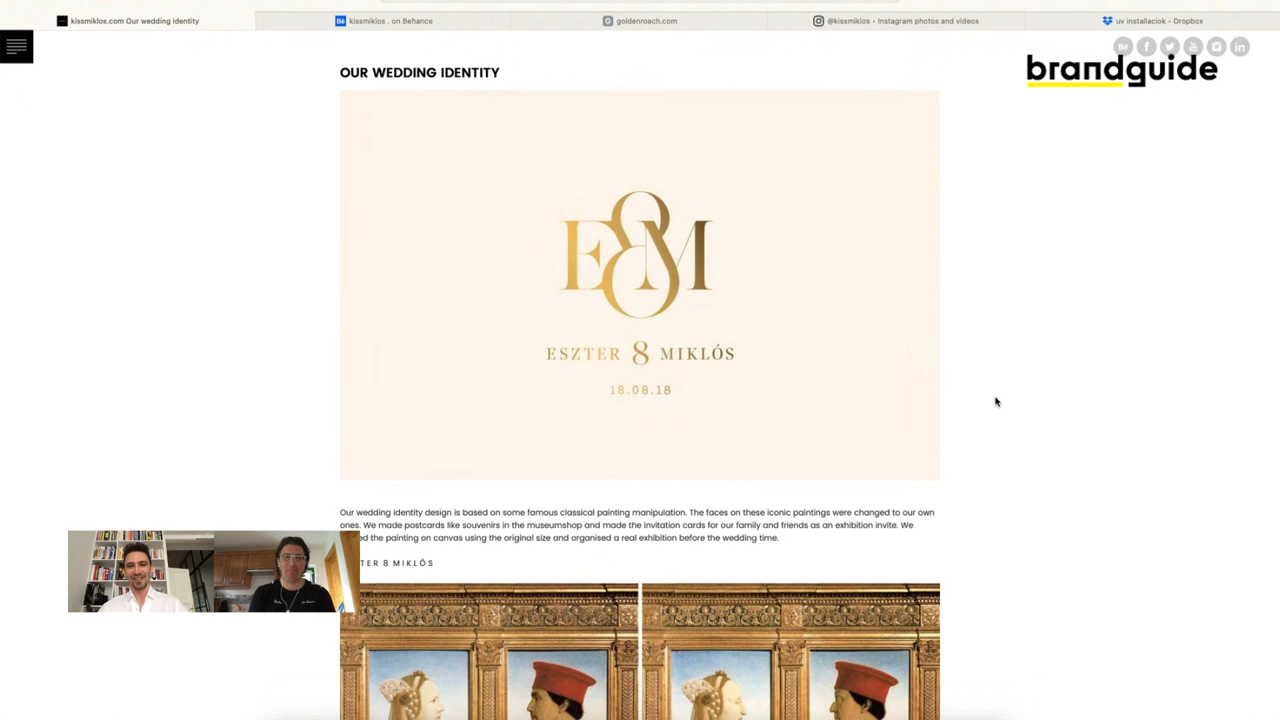 kissmiklos.com Our wedding identity
kissmiklos . on Behance
goldenroach.com
@kissmiklos • Instagram photos and videos
uv installaciok - Dropbox
brandguide
OUR WEDDING IDENTITY
E8M
ESZTER 8 MIKLÓS
18.08.18
Our wedding identity design is based on some famous classical painting manipulation. The faces on these iconic paintings were changed to our own
ones. We made postcards like souvenirs in the museumshop and made the invitation cards for our family and friends as an exhibition invite. We
the painting on canvas using the original size and organised a real exhibition before the wedding time.
TER 8 MIKLÓS